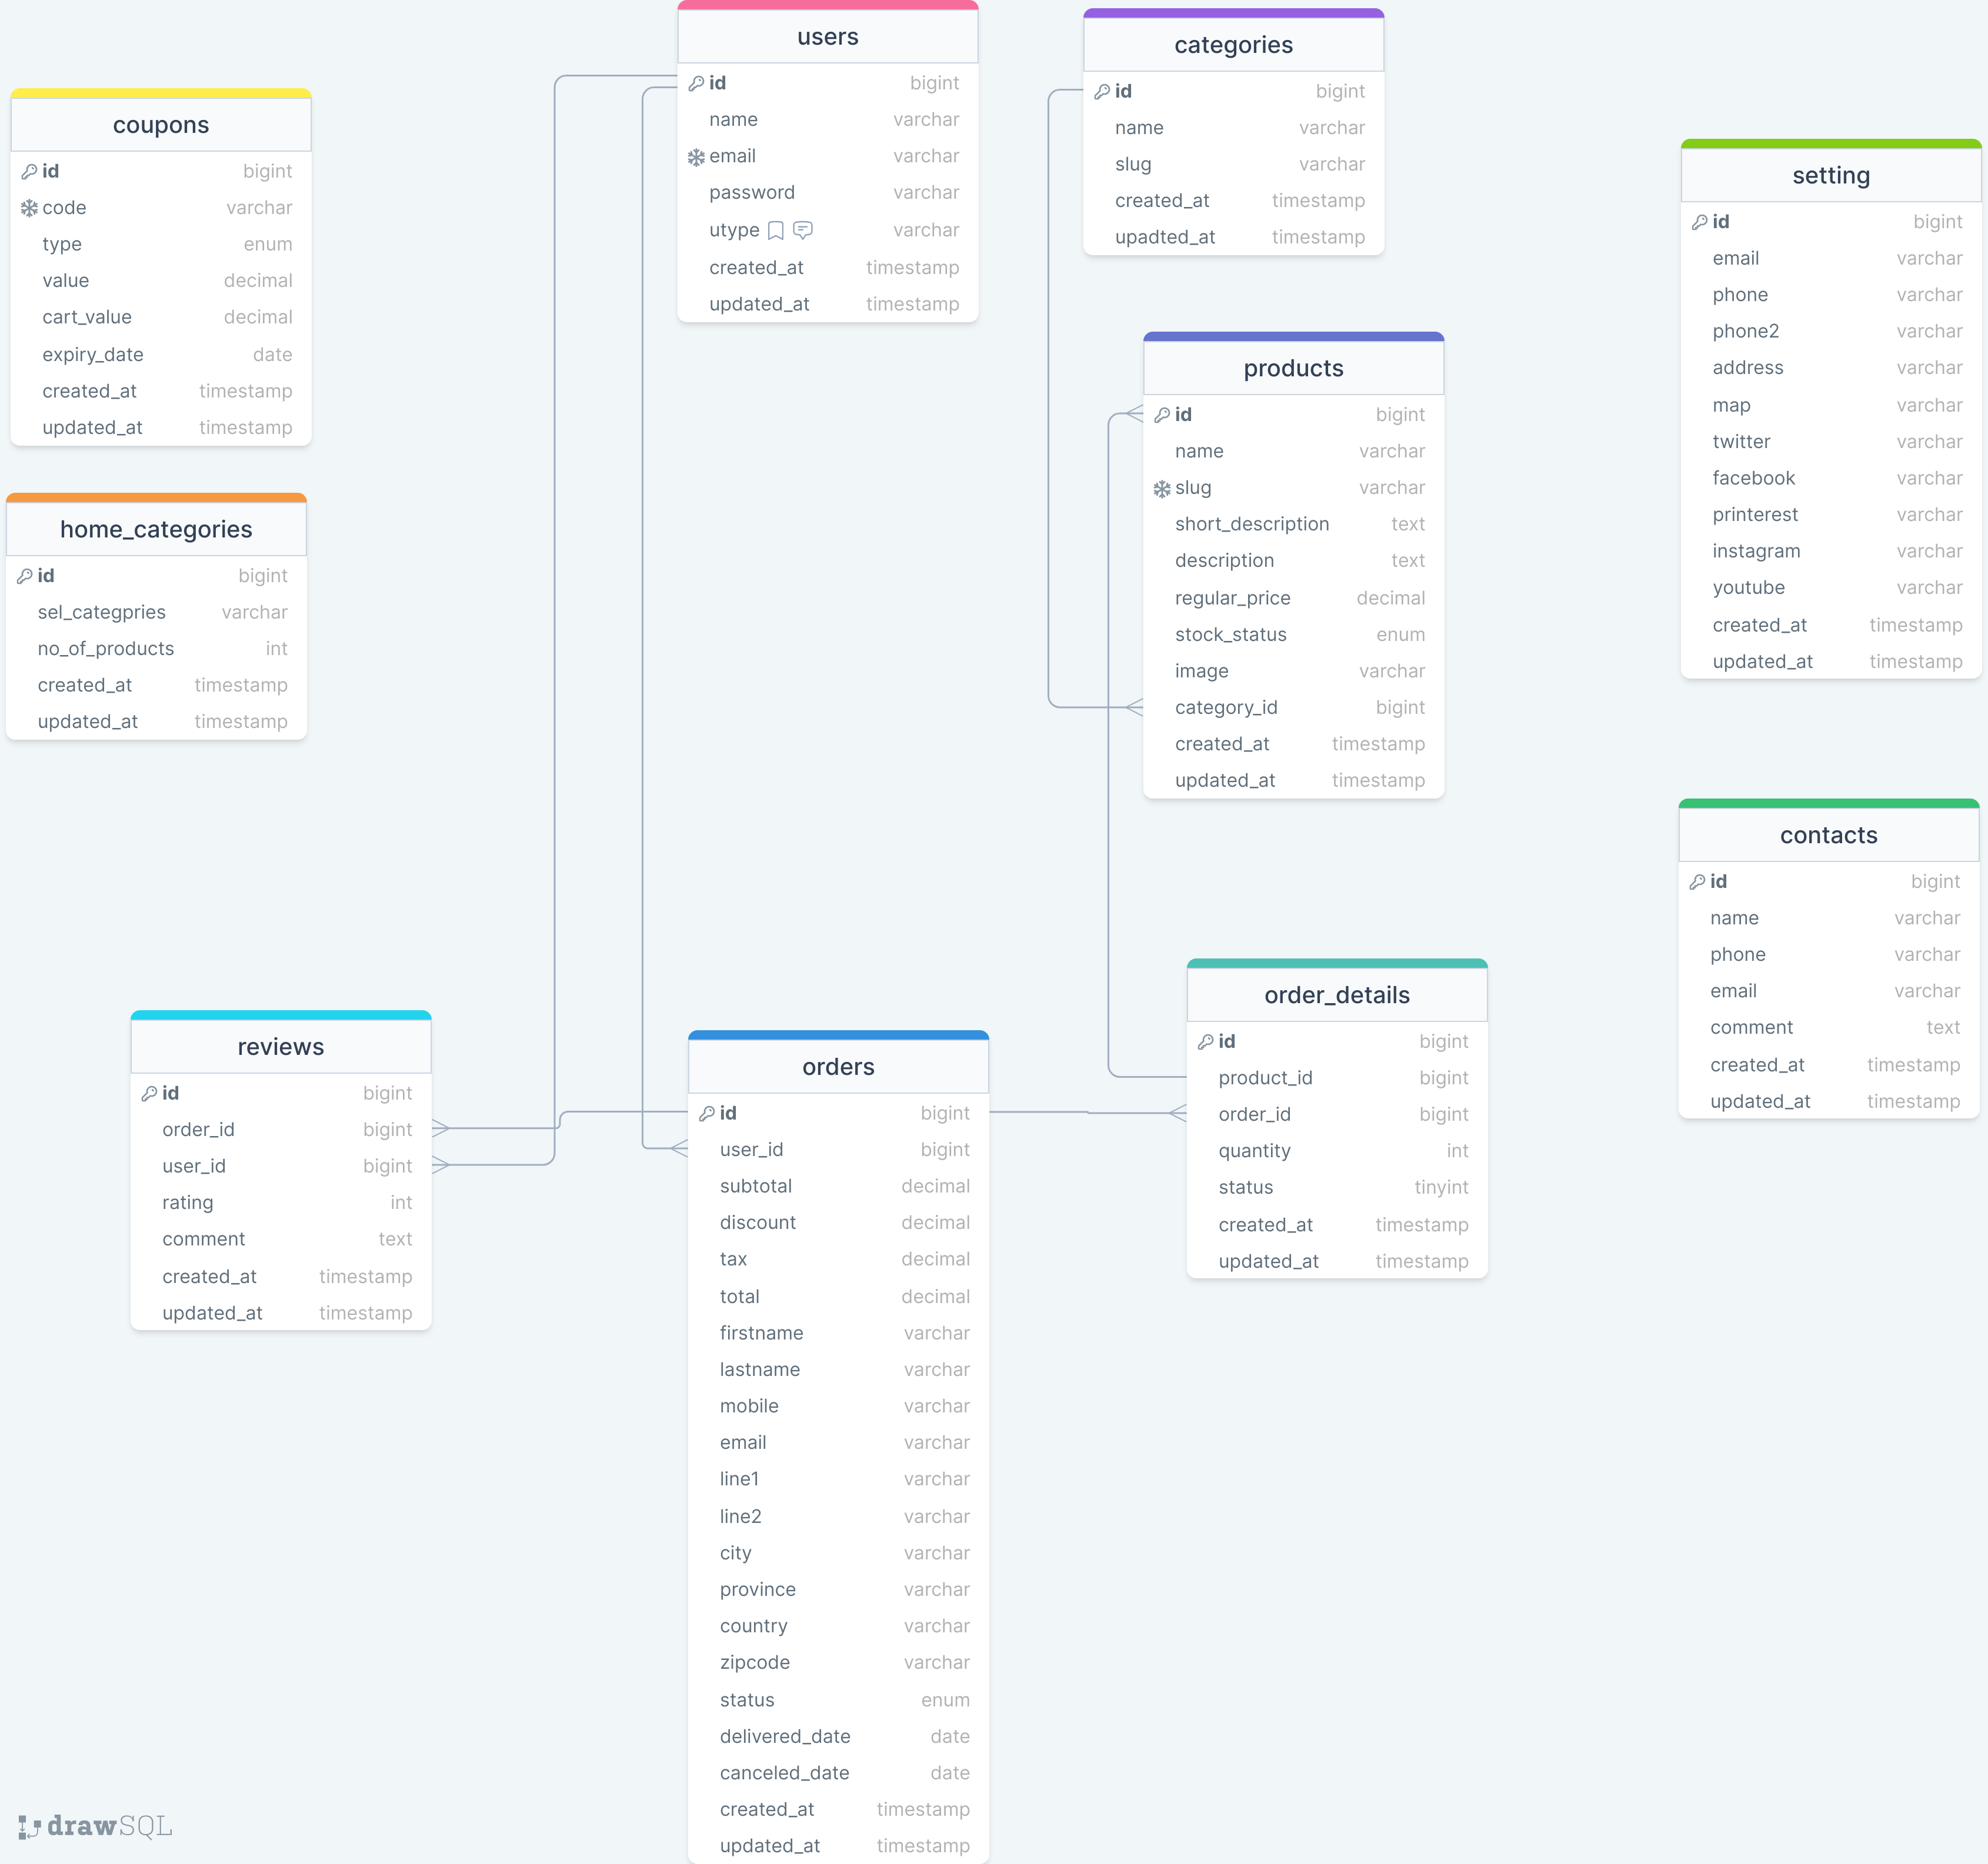 users
id bigint
name varchar
email varchar
password varchar
utype varchar
created_at timestamp
updated_at timestamp
categories
id bigint
name varchar
slug varchar
created_at timestamp
upadted_at timestamp
coupons
id bigint
code varchar
type enum
value decimal
cart_value decimal
expiry_date date
created_at timestamp
updated_at timestamp
setting
id bigint
email varchar
phone varchar
phone2 varchar
address varchar
map varchar
twitter varchar
facebook varchar
printerest varchar
instagram varchar
youtube varchar
created_at timestamp
updated_at timestamp
products
id bigint
name varchar
slug varchar
short_description text
description text
regular_price decimal
stock_status enum
image varchar
category_id bigint
created_at timestamp
updated_at timestamp
home_categories
id bigint
sel_categpries varchar
no_of_products int
created_at timestamp
updated_at timestamp
contacts
id bigint
name varchar
phone varchar
email varchar
comment text
created_at timestamp
updated_at timestamp
order_details
id bigint
product_id bigint
order_id bigint
quantity int
status tinyint
created_at timestamp
updated_at timestamp
reviews
id bigint
order_id bigint
user_id bigint
rating int
comment text
created_at timestamp
updated_at timestamp
orders
id bigint
user_id bigint
subtotal decimal
discount decimal
tax decimal
total decimal
firstname varchar
lastname varchar
mobile varchar
email varchar
line1 varchar
line2 varchar
city varchar
province varchar
country varchar
zipcode varchar
status enum
delivered_date date
canceled_date date
created_at timestamp
updated_at timestamp
drawSQL